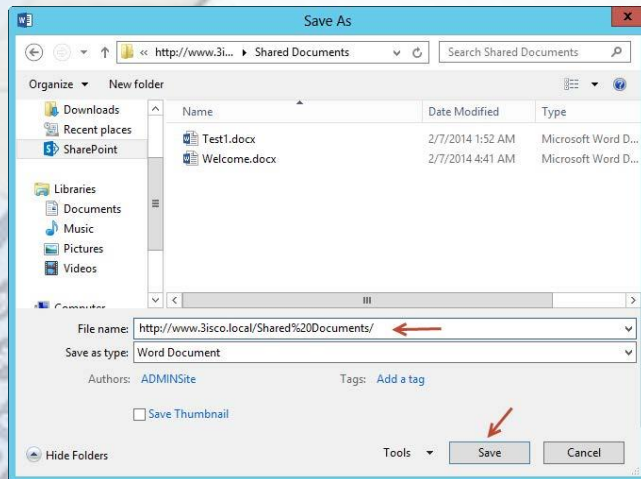 Save As
« http://www.3i... ▸ Shared Documents
Search Shared Documents
Organize
New folder
Downloads
Recent places
SharePoint
Libraries
Documents
Music
Pictures
Videos
Computer
Name
Date Modified
Type
Test1.docx
2/7/2014 1:52 AM
Microsoft Word D...
Welcome.docx
2/7/2014 4:41 AM
Microsoft Word D...
File name: http://www.3isco.local/Shared%20Documents/
Save as type: Word Document
Authors: ADMINSite
Tags: Add a tag
Save Thumbnail
Hide Folders
Tools
Save
Cancel